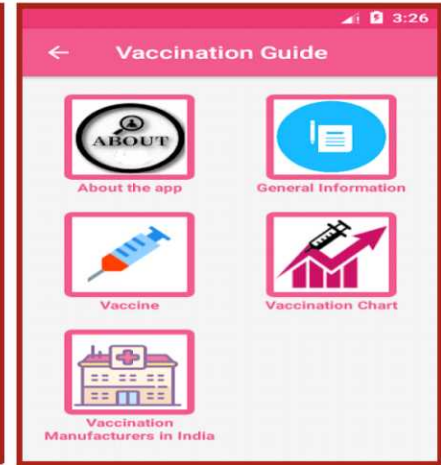 3:26
Vaccination Guide
ABOUT
About the app
General Information
Vaccine
Vaccination Chart
Vaccination
Manufacturers in India